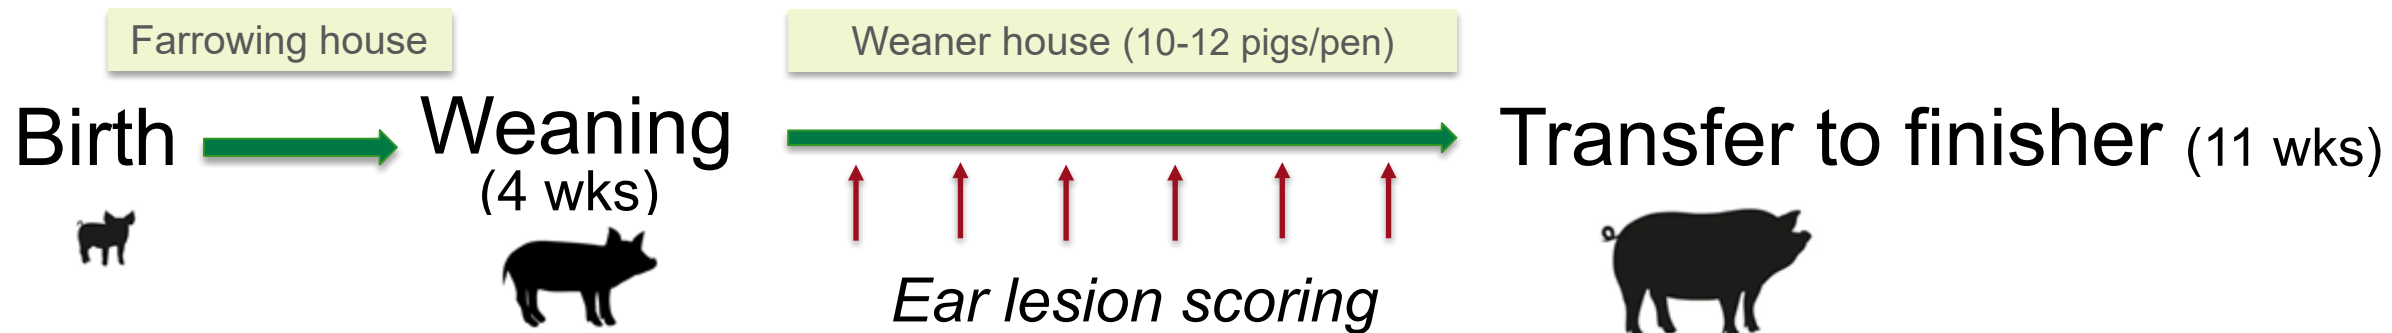 Farrowing house
Weaner house (10-12 pigs/pen)
Birth
Weaning
(4 wks)
Transfer to finisher (11 wks)
Ear lesion scoring